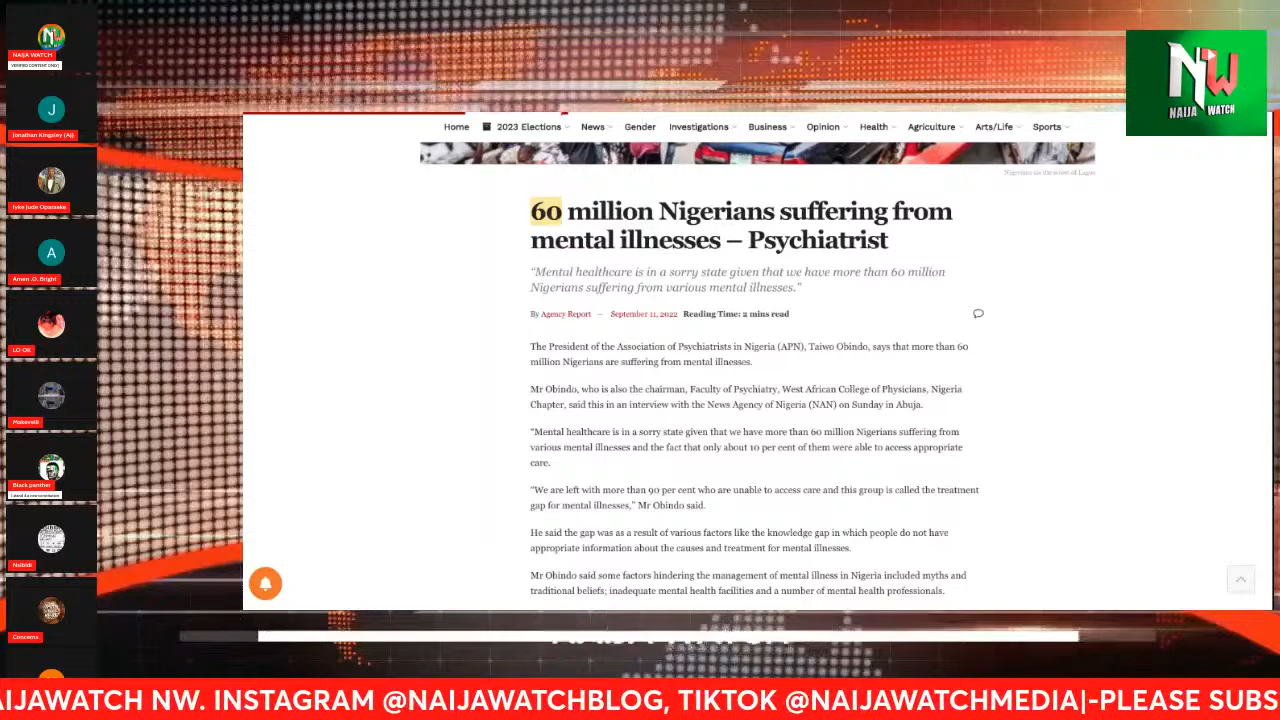 NAIJA WATCH
VERIFIED CONTENT ONLY|
J
Jonathan Kingsley (Aj)
Iyke Jude Oparaeke
A
Amen .O. Bright
LO OK
Makaveli
Black panther
Nsibidi
Concerns
NW
NAIJA WATCH
Home 2023 Elections News Gender Investigations Business Opinion Health Agriculture Arts/Life Sports
60 million Nigerians suffering from
mental illnesses – Psychiatrist
“Mental healthcare is in a sorry state given that we have more than 60 million
Nigerians suffering from various mental illnesses.”
By Agency Report — September 11, 2022 Reading Time: 2 mins read
The President of the Association of Psychiatrists in Nigeria (APN), Taiwo Obindo, says that more than 60
million Nigerians are suffering from mental illnesses.
Mr Obindo, who is also the chairman, Faculty of Psychiatry, West African College of Physicians, Nigeria
Chapter, said this in an interview with the News Agency of Nigeria (NAN) on Sunday in Abuja.
“Mental healthcare is in a sorry state given that we have more than 60 million Nigerians suffering from
various mental illnesses and the fact that only about 10 per cent of them were able to access appropriate
care.
“We are left with more than 90 per cent who are unable to access care and this group is called the treatment
gap for mental illnesses,” Mr Obindo said.
He said the gap was as a result of various factors like the knowledge gap in which people do not have
appropriate information about the causes and treatment for mental illnesses.
Mr Obindo said some factors hindering the management of mental illness in Nigeria included myths and
traditional beliefs; inadequate mental health facilities and a number of mental health professionals.
AIJAWATCH NW. INSTAGRAM @NAIJAWATCHBLOG, TIKTOK @NAIJAWATCHMEDIA|-PLEASE SUBS